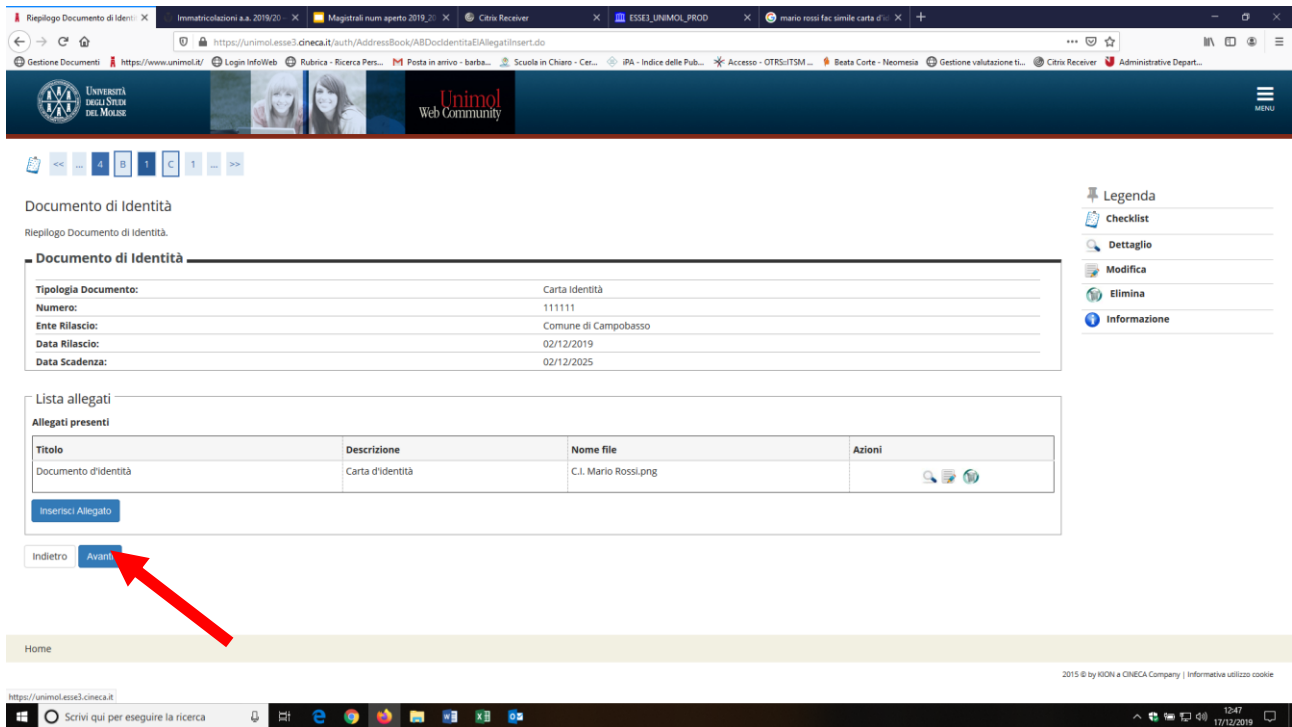 Riepilogo Documento di Identi
Immatricolazioni a.a. 2019/20 -
Magistrali num aperto 2019_20
Citrix Receiver
ESSE3_UNIMOL_PROD
mario rossi fac simile carta d'id
https://unimol.esse3.cineca.it/auth/AddressBook/ABDocIdentitaElAllegatiInsert.do
Gestione Documenti https://www.unimol.it/ Login InfoWeb Rubrica - Ricerca Pers... Posta in arrivo - barba... Scuola in Chiaro - Cer... iPA - Indice delle Pub... Accesso - OTRS::ITSM ... Beata Corte - Neomesia Gestione valutazione ti... Citrix Receiver Administrative Depart...
Università
degli Studi
del Molise
Unimol
Web Community
MENU
<< ... 4 B 1 C 1 ... >>
Documento di Identità
Riepilogo Documento di Identità.
Documento di Identità
Tipologia Documento: Carta Identità
Numero: 111111
Ente Rilascio: Comune di Campobasso
Data Rilascio: 02/12/2019
Data Scadenza: 02/12/2025
Legenda
Checklist
Dettaglio
Modifica
Elimina
Informazione
Lista allegati
Allegati presenti
Titolo Descrizione Nome file Azioni
Documento d'identità Carta d'identità C.I. Mario Rossi.png
Inserisci Allegato
Indietro Avanti
Home
2015 © by KION a CINECA Company | Informativa utilizzo cookie
https://unimol.esse3.cineca.it
Scrivi qui per eseguire la ricerca
12:47
17/12/2019